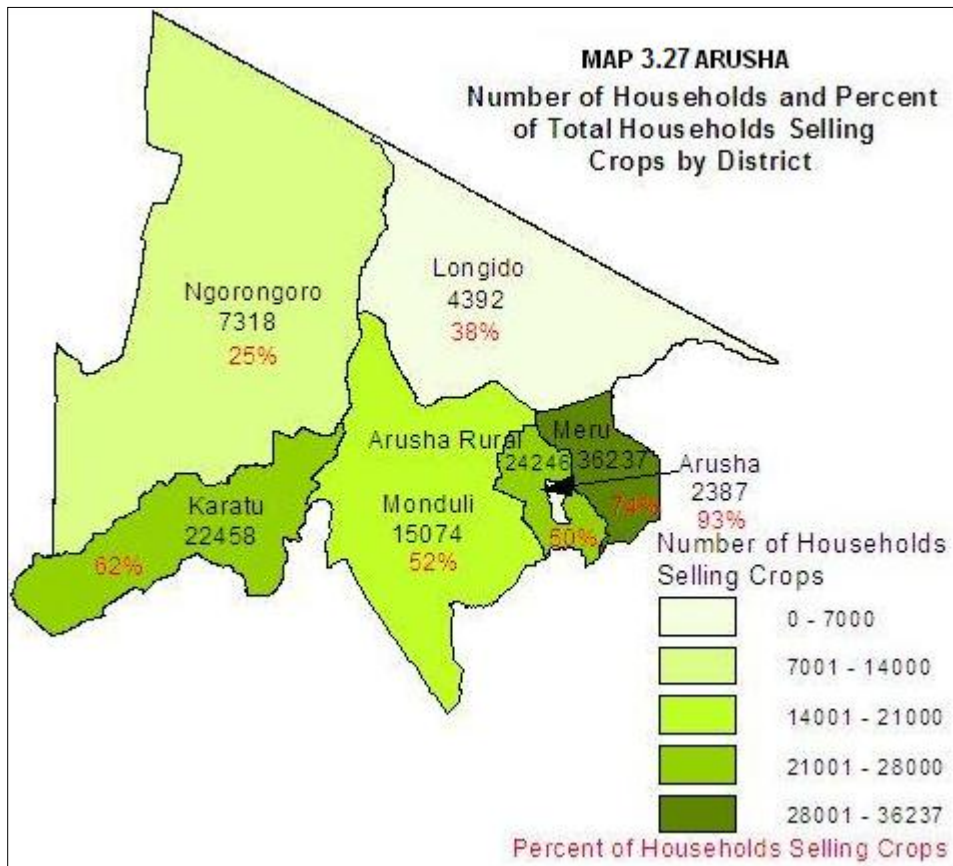 MAP 3.27 ARUSHA
Number of Households and Percent
of Total Households Selling
Crops by District
Ngorongoro
7318
25%
Longido
4392
38%
Karatu
22458
62%
Arusha Rural
24246
50%
Monduli
15074
52%
Meru
36237
74%
Arusha
2387
93%
Number of Households
Selling Crops
0 - 7000
7001 - 14000
14001 - 21000
21001 - 28000
28001 - 36237
Percent of Households Selling Crops